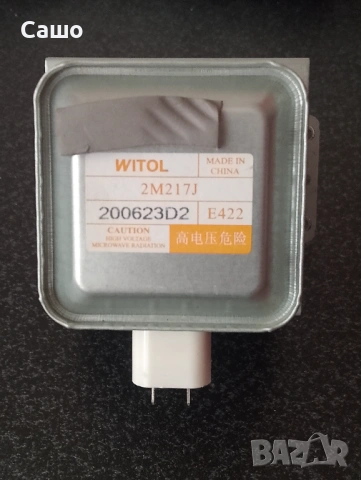 Сашо
WITOL
MADE IN
CHINA
2M217J
200623D2
E422
CAUTION
HIGH VOLTAGE
MICROWAVE RADIATION
高电压危险
BAZAR